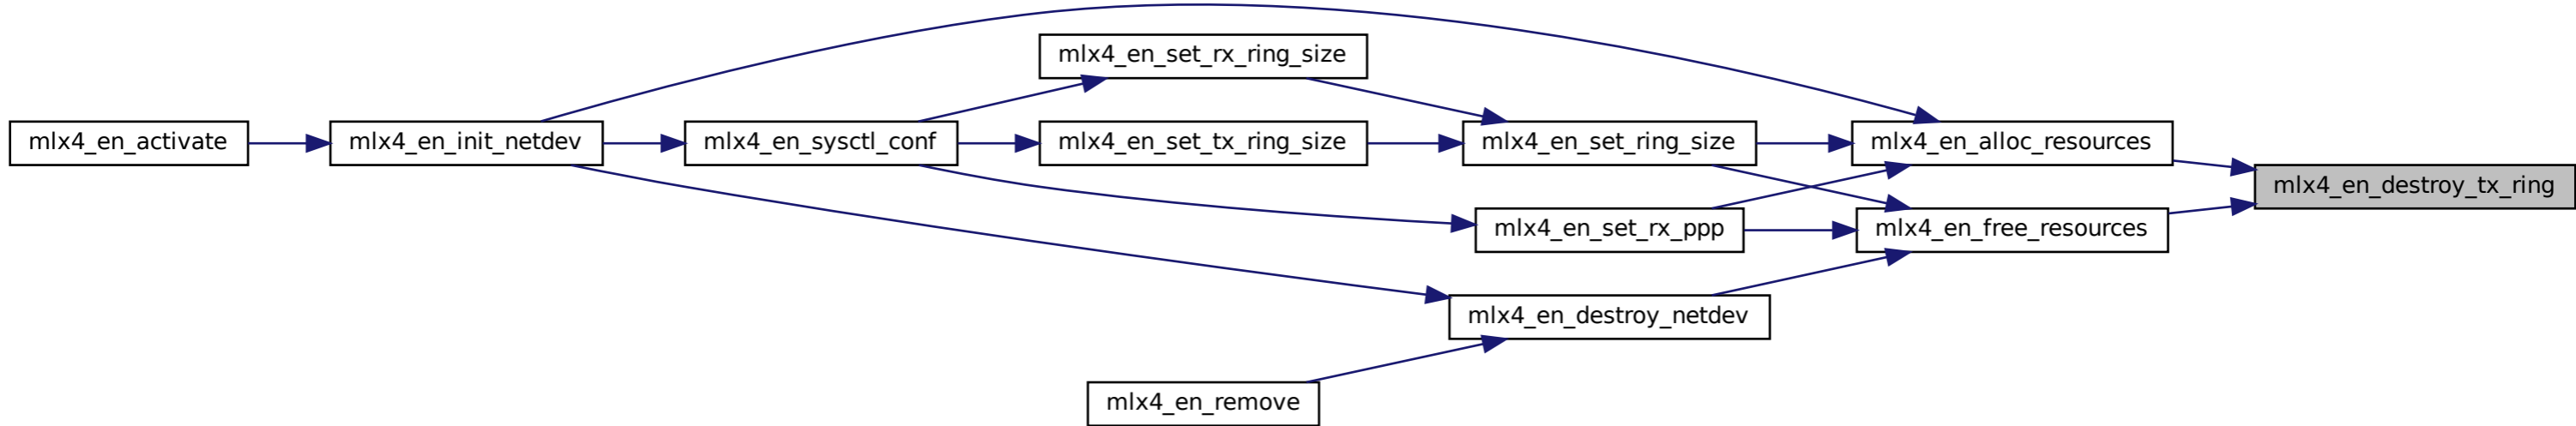 mlx4_en_set_rx_ring_size
mlx4_en_activate
mlx4_en_init_netdev
mlx4_en_sysctl_conf
mlx4_en_set_tx_ring_size
mlx4_en_set_ring_size
mlx4_en_alloc_resources
mlx4_en_destroy_tx_ring
mlx4_en_set_rx_ppp
mlx4_en_free_resources
mlx4_en_destroy_netdev
mlx4_en_remove